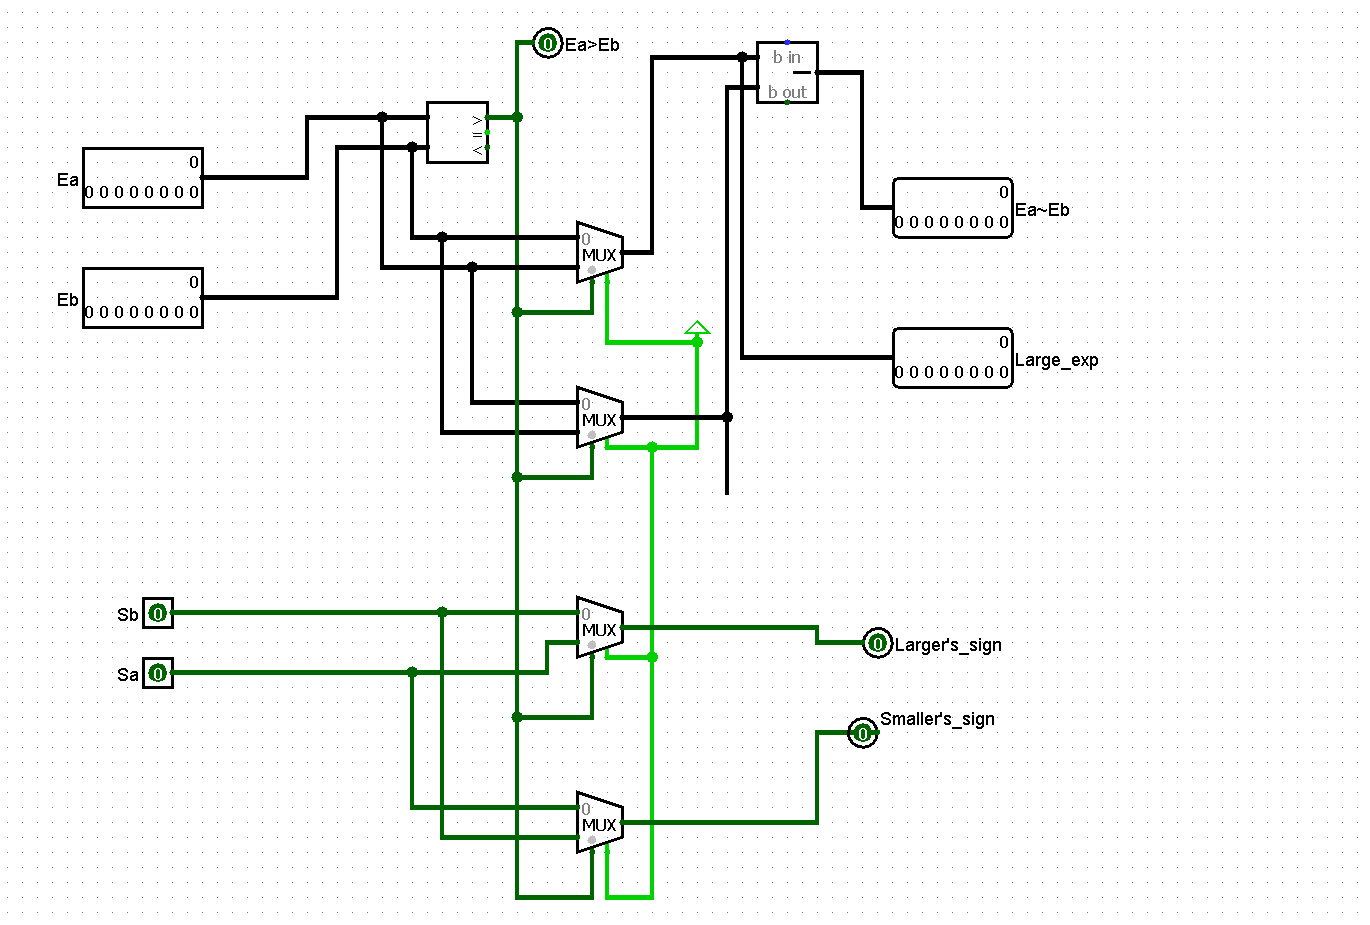 0 Ea>Eb
b in
b out
>
=
<
Ea 0
0 0 0 0 0 0 0 0
0
0 0 0 0 0 0 0 0 Ea~Eb
0
MUX
Eb 0
0 0 0 0 0 0 0 0
0
0 0 0 0 0 0 0 0 Large_exp
0
MUX
Sb 0
0
MUX
0 Larger's_sign
Sa 0
0 Smaller's_sign
0
MUX